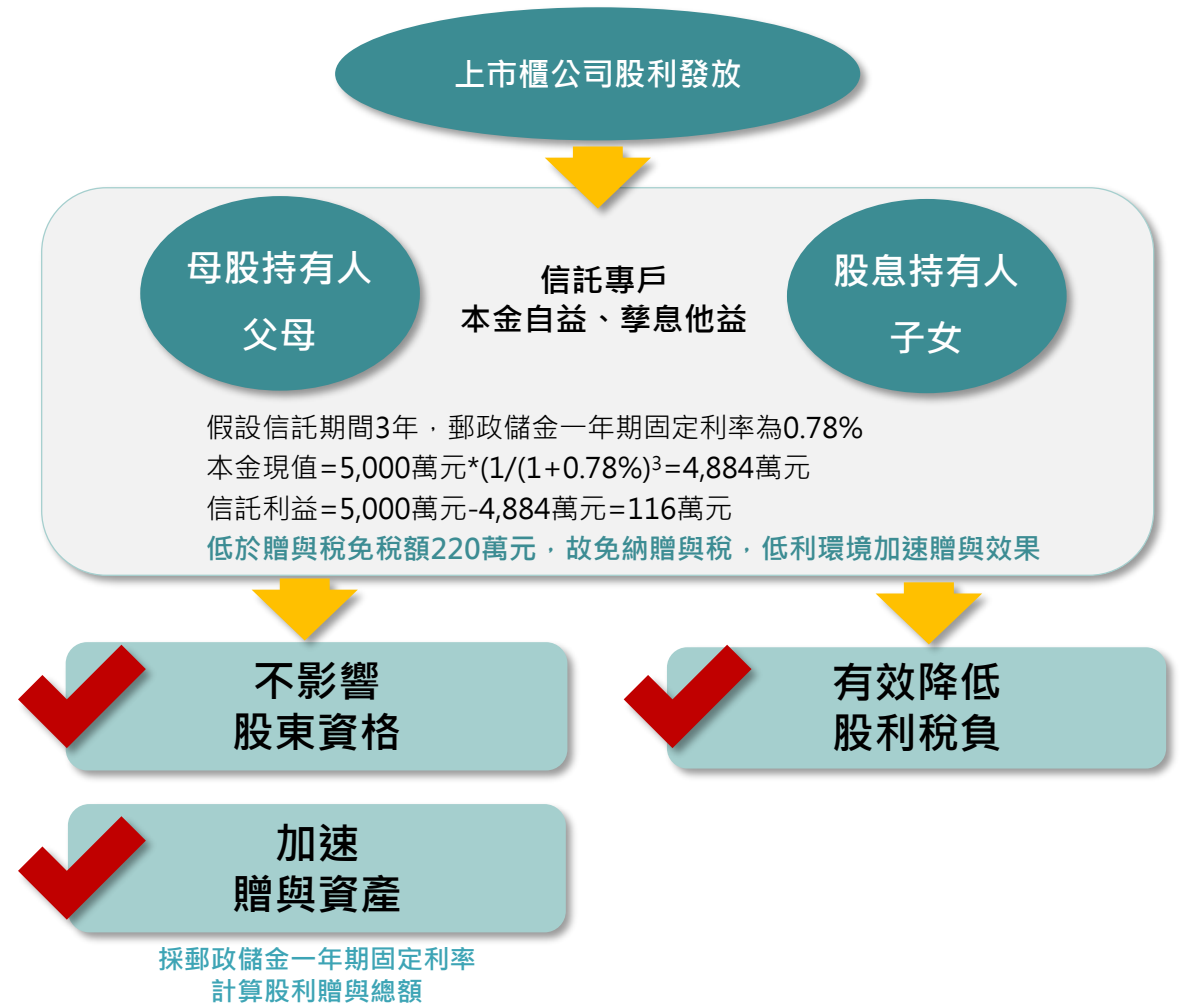 上市櫃公司股利發放
母股持有人
父母
信託專戶
本金自益、孳息他益
股息持有人
子女
假設信託期間3年，郵政儲金一年期固定利率為0.78%
本金現值=5,000萬元*(1/(1+0.78%)³=4,884萬元
信託利益=5,000萬元-4,884萬元=116萬元
低於贈與稅免稅額220萬元，故免納贈與稅，低利環境加速贈與效果
不影響
股東資格
有效降低
股利稅負
加速
贈與資產
採郵政儲金一年期固定利率
計算股利贈與總額